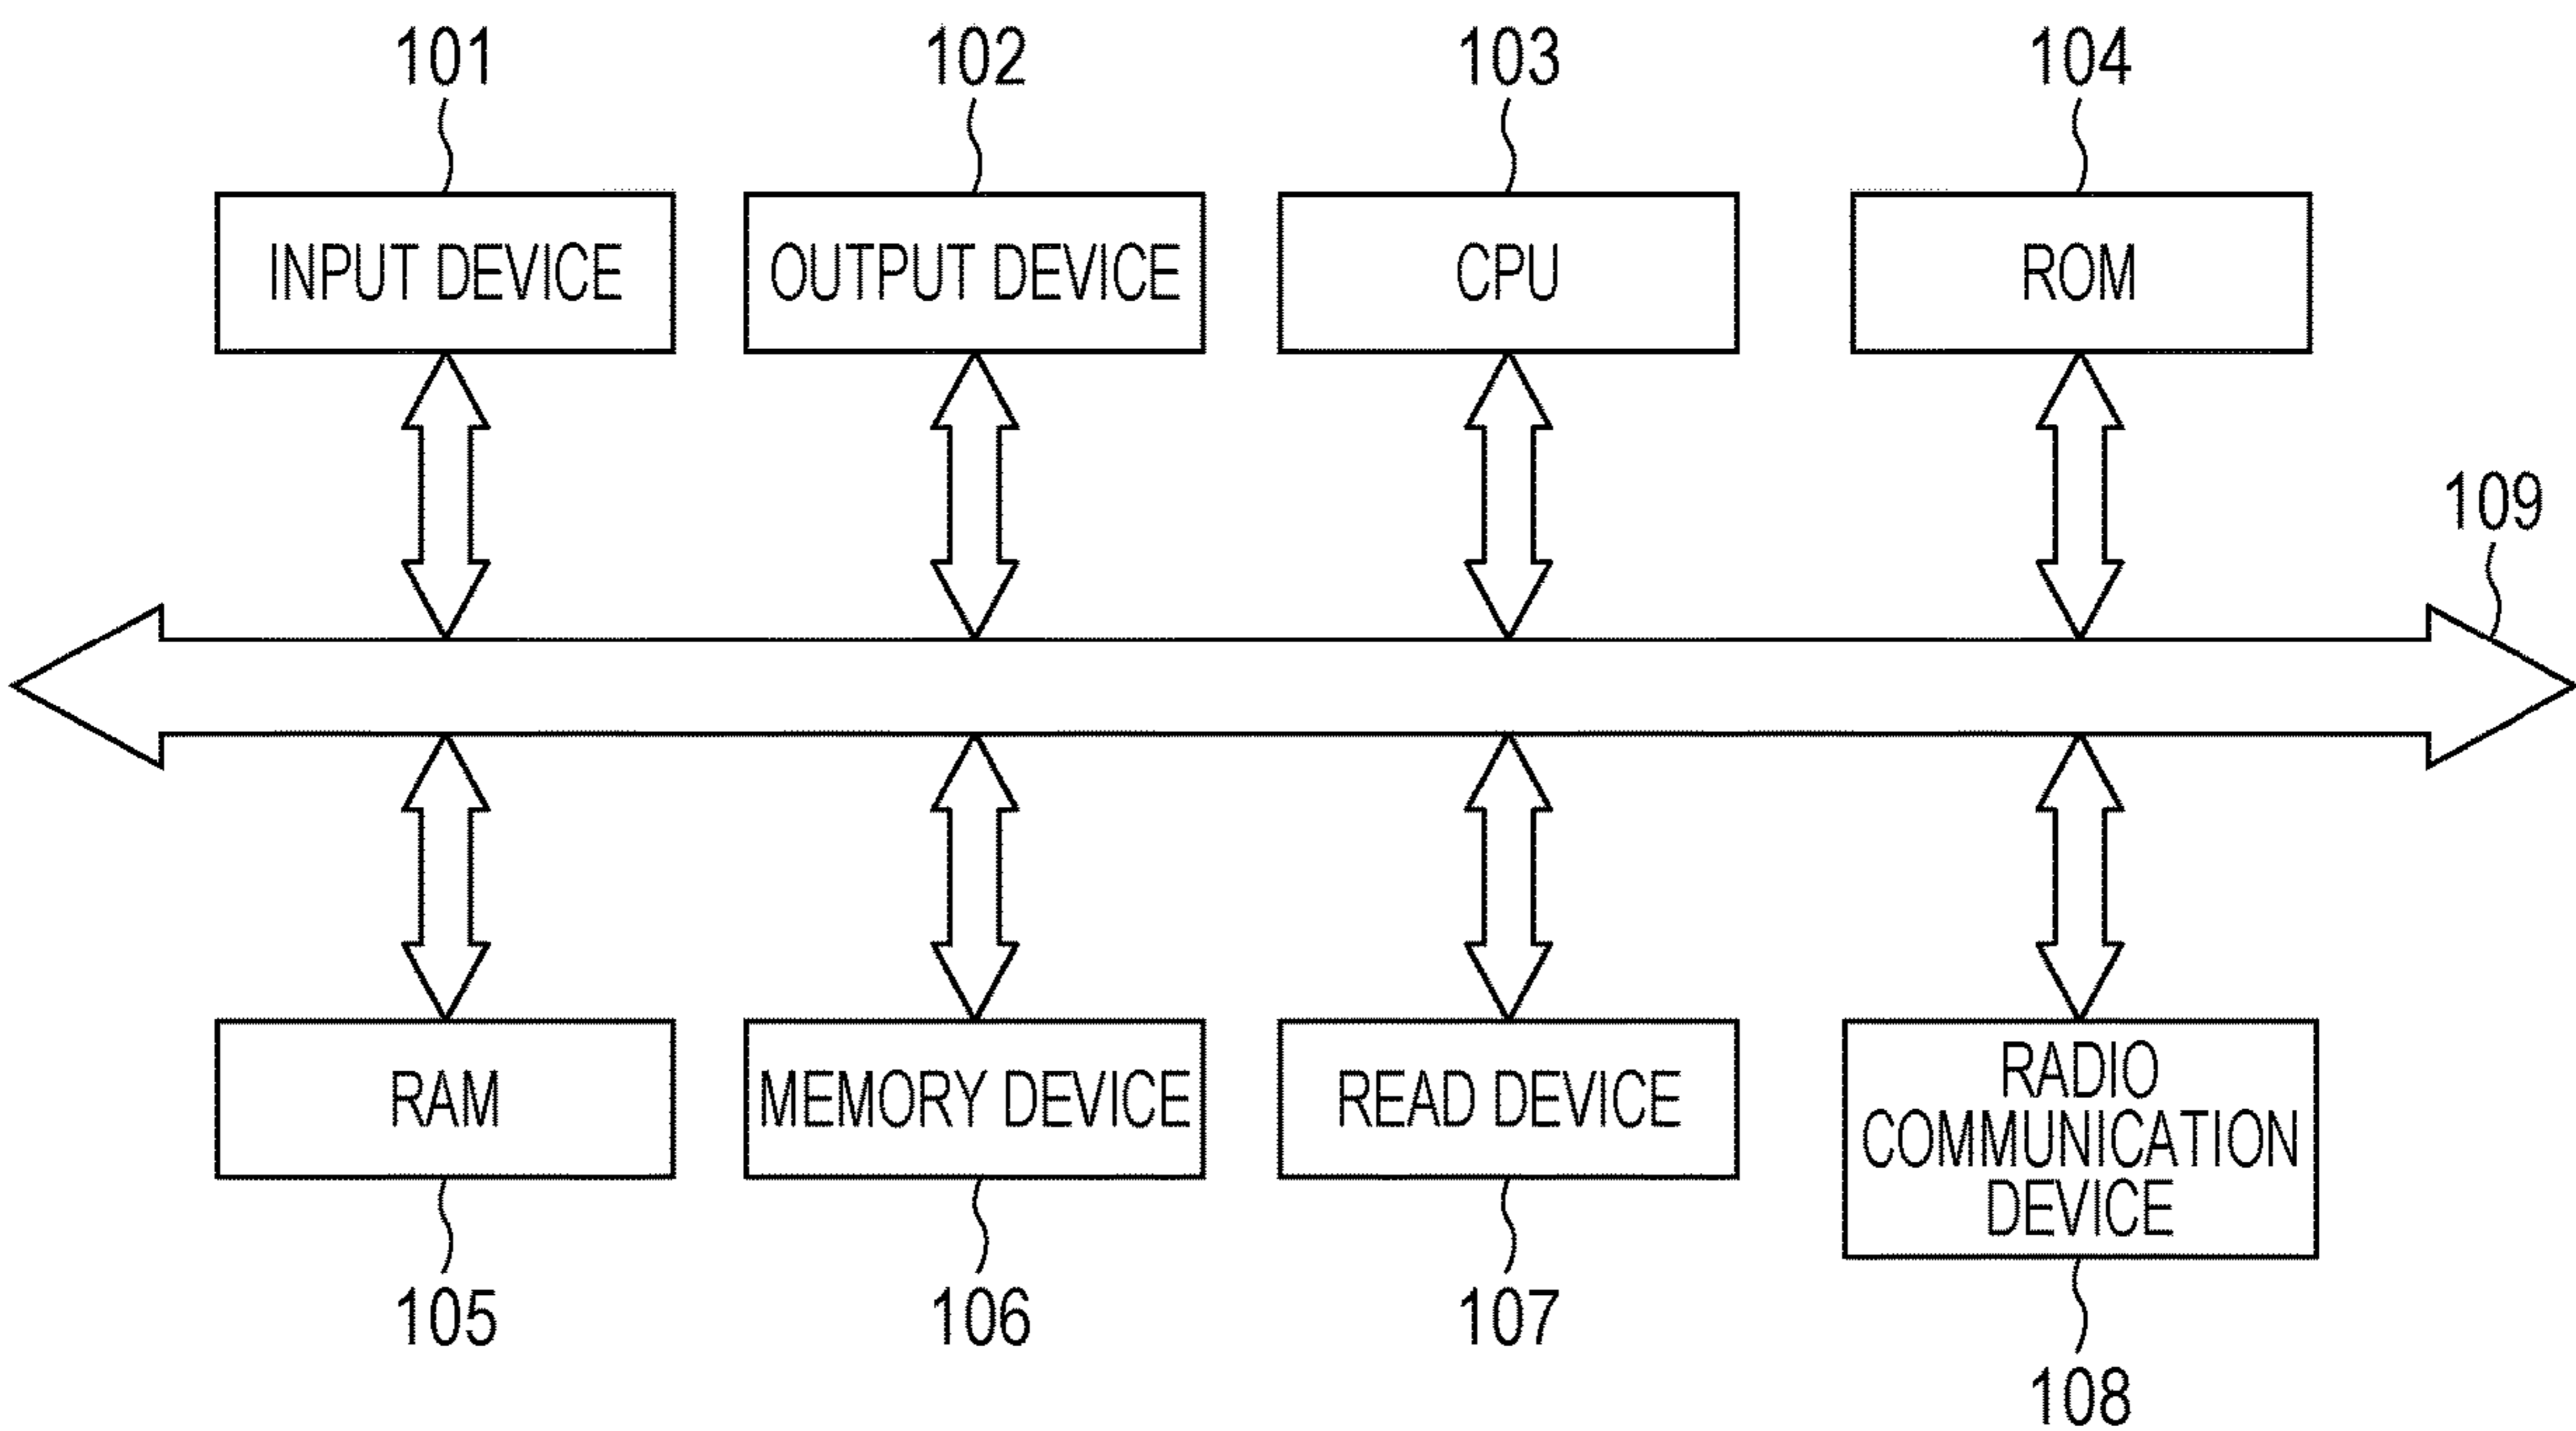 101
102
103
104
INPUT DEVICE
OUTPUT DEVICE
CPU
ROM
109
RAM
MEMORY DEVICE
READ DEVICE
RADIO
COMMUNICATION
DEVICE
105
106
107
108